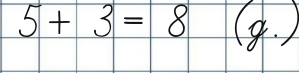 5 + 3 = 8 (g.)